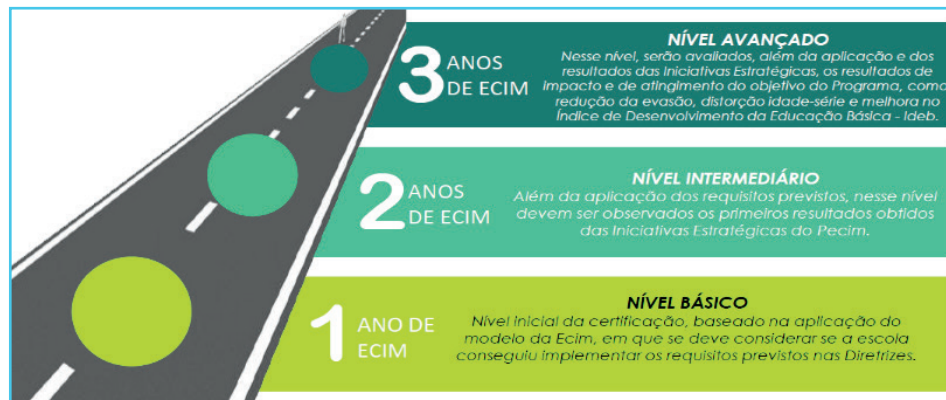 3 ANOS
DE ECIM
NÍVEL AVANÇADO
Nesse nível, serão avaliados, além da aplicação e dos
resultados das Iniciativas Estratégicas, os resultados de
impacto e de atingimento do objetivo do Programa, como
redução da evasão, distorção idade-série e melhora no
Índice de Desenvolvimento da Educação Básica - Ideb.
2 ANOS
DE ECIM
NÍVEL INTERMEDIÁRIO
Além da aplicação dos requisitos previstos, nesse nível
devem ser observados os primeiros resultados obtidos
das Iniciativas Estratégicas do Pecim.
1 ANO DE
ECIM
NÍVEL BÁSICO
Nível inicial da certificação, baseado na aplicação do
modelo da Ecim, em que se deve considerar se a escola
conseguiu implementar os requisitos previstos nas Diretrizes.